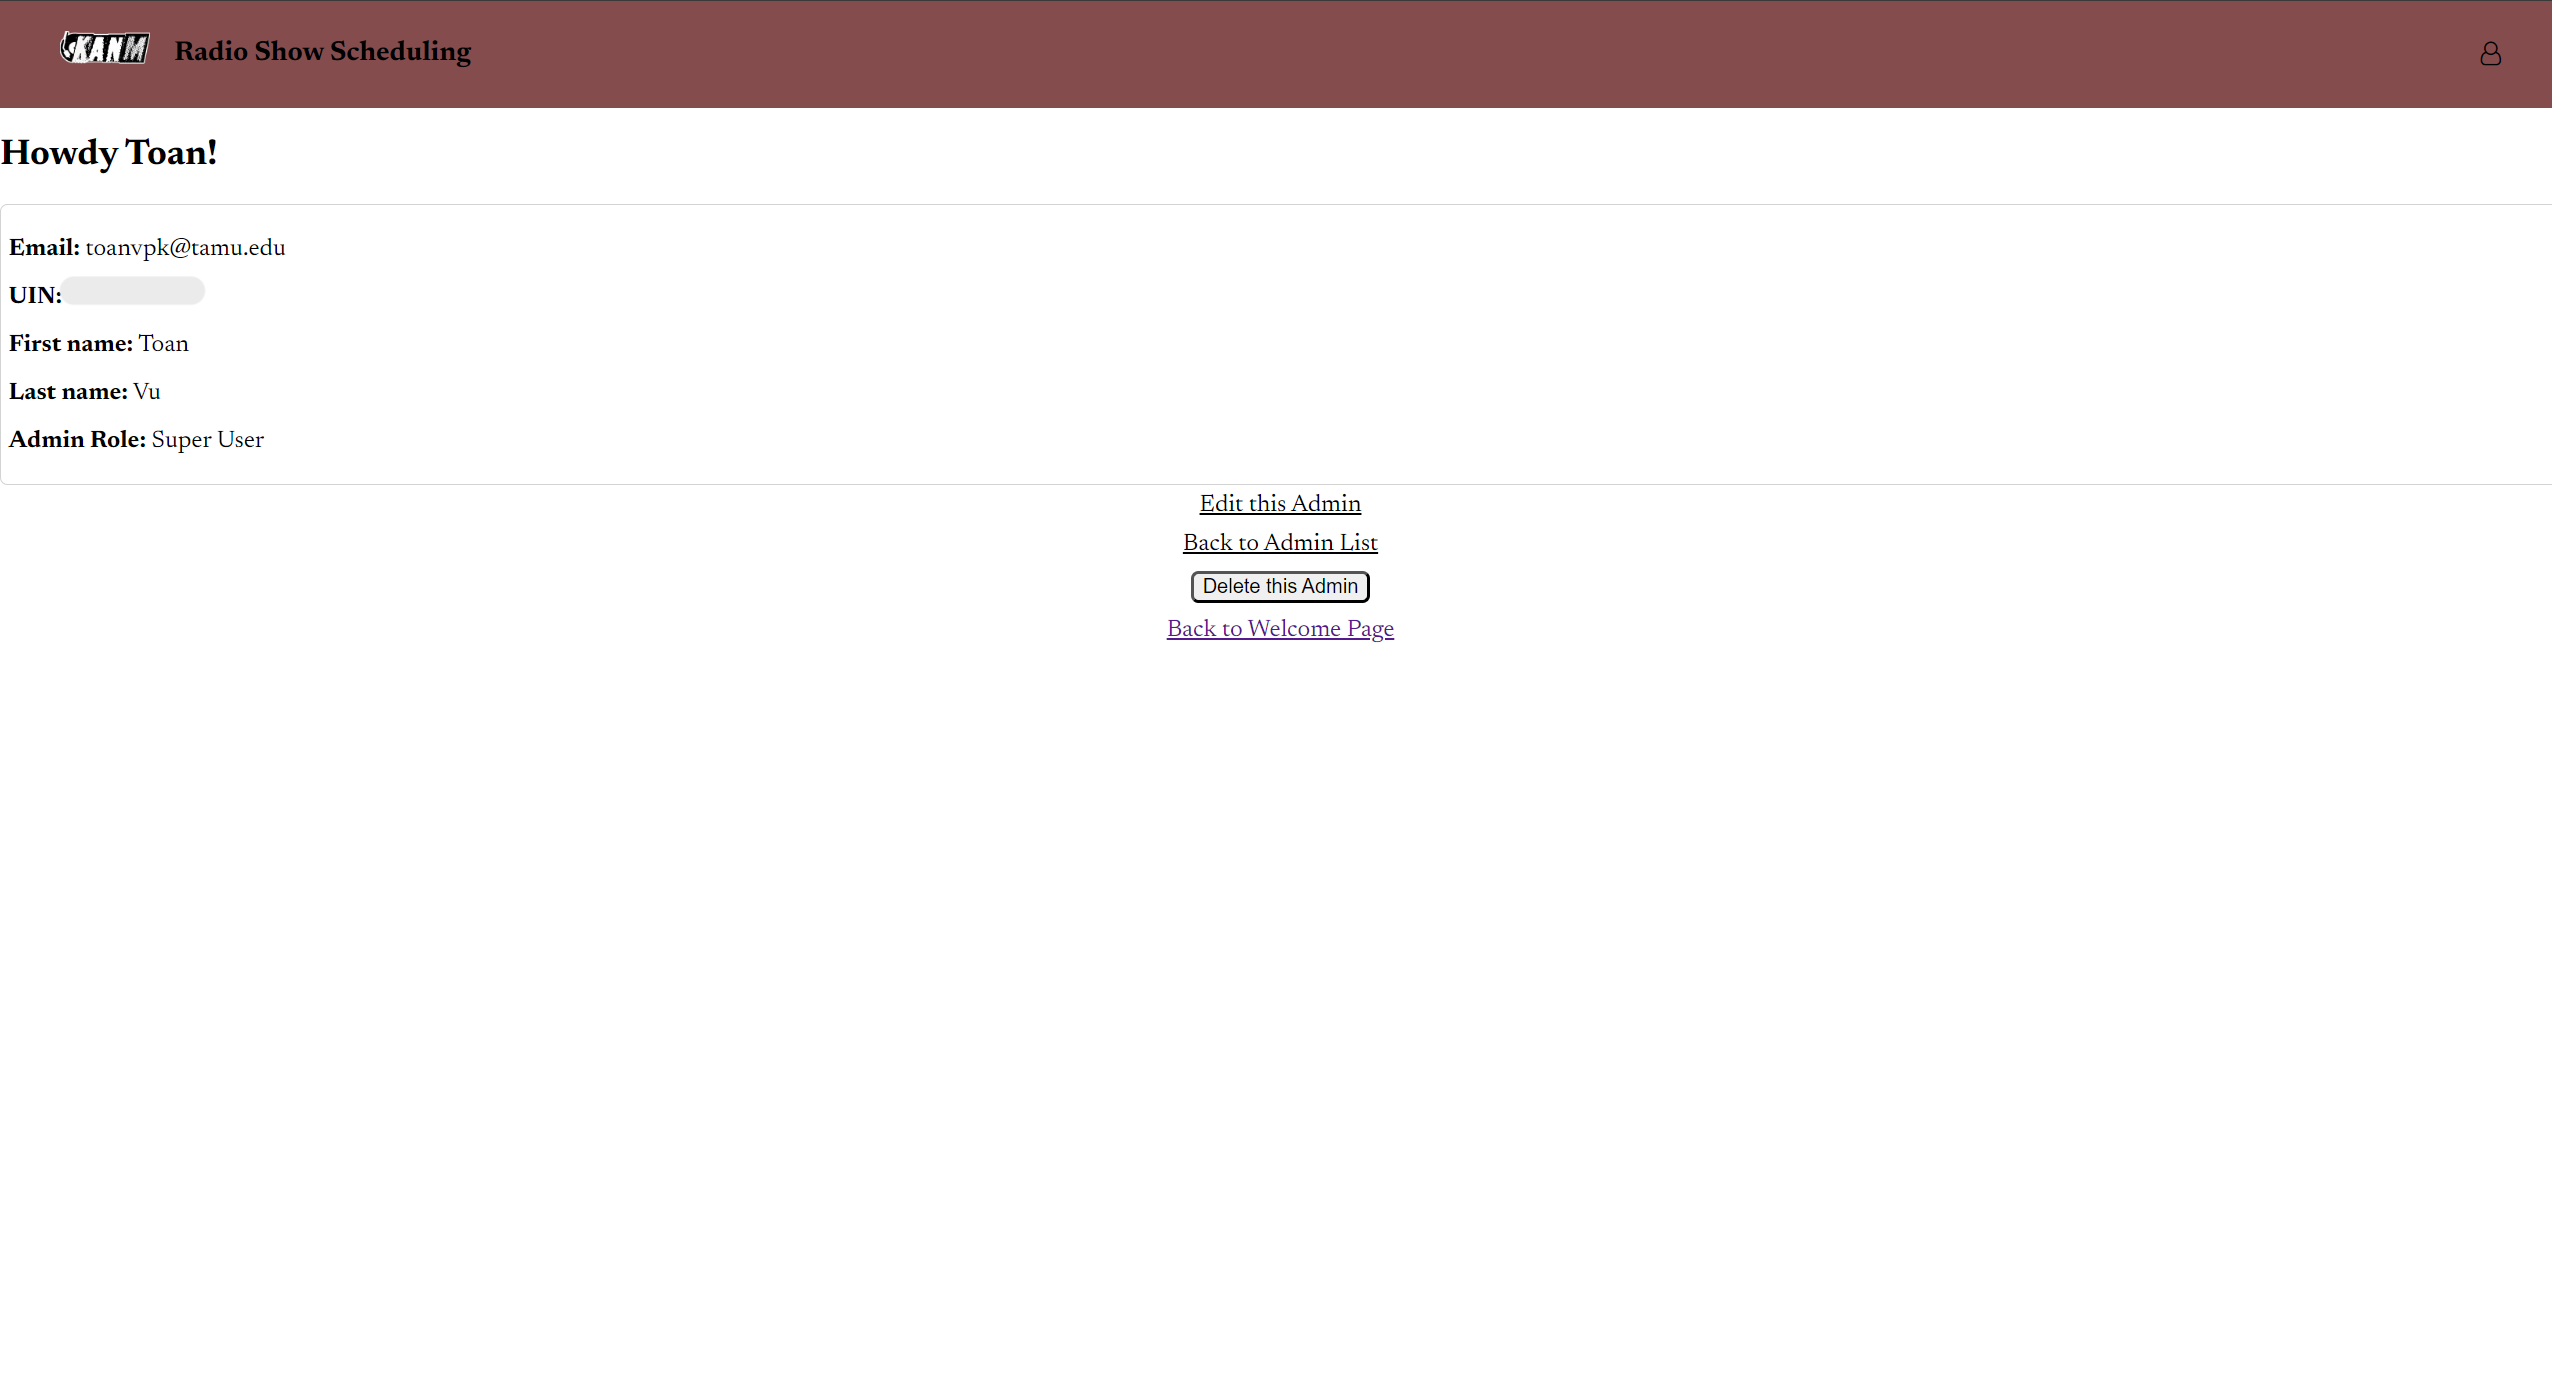 KANM Radio Show Scheduling
Howdy Toan!
Email: toanvpk@tamu.edu
UIN:
First name: Toan
Last name: Vu
Admin Role: Super User
Edit this Admin
Back to Admin List
Delete this Admin
Back to Welcome Page